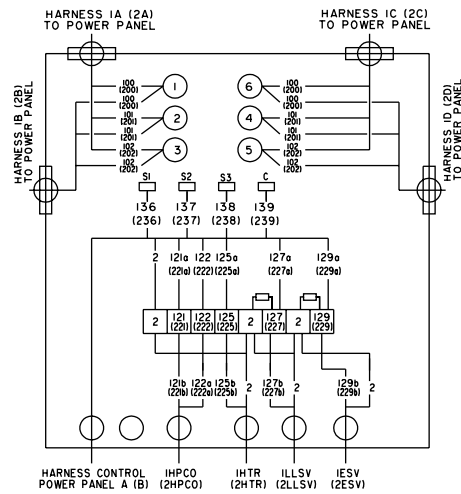 HARNESS 1A (2A)
TO POWER PANEL
HARNESS 1C (2C)
TO POWER PANEL
HARNESS 1B (2B)
TO
POWER PANEL
HARNESS 1D (2D)
TO
POWER PANEL
100
(200)
1
6
100
(200)
100
(200)
100
(200)
101
(201)
2
4
101
(201)
101
(201)
101
(201)
102
(202)
3
5
102
(202)
102
(202)
102
(202)
S1 S2 S3 C
136 137 138 139
(236) (237) (238) (239)
2 121a 122 125a 127a 129a
(221a) (222) (225a) (227a) (229a)
2 121 122 125 2 127 2 129
(221) (222) (225) (227) (229)
121b 122a 125b 2 127b 2 129b 2
(221b) (222a) (225b) (227b) (229b)
HARNESS CONTROL
POWER PANEL A (B)
1HPCO
(2HPCO)
1HTR
(2HTR)
1LLSV
(2LLSV)
1ESV
(2ESV)